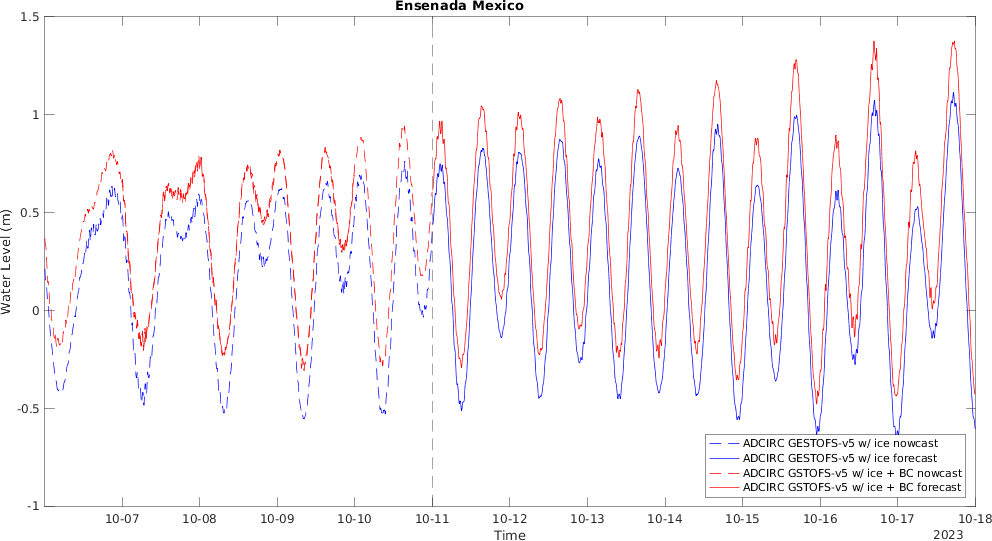 Ensenada Mexico
1.5
1
0.5
0
-0.5
-1
Water Level (m)
10-07 10-08 10-09 10-10 10-11 10-12 10-13 10-14 10-15 10-16 10-17 10-18
Time
2023
ADCIRC GESTOFS-v5 w/ ice nowcast
ADCIRC GESTOFS-v5 w/ ice forecast
ADCIRC GSTOFS-v5 w/ ice + BC nowcast
ADCIRC GSTOFS-v5 w/ ice + BC forecast